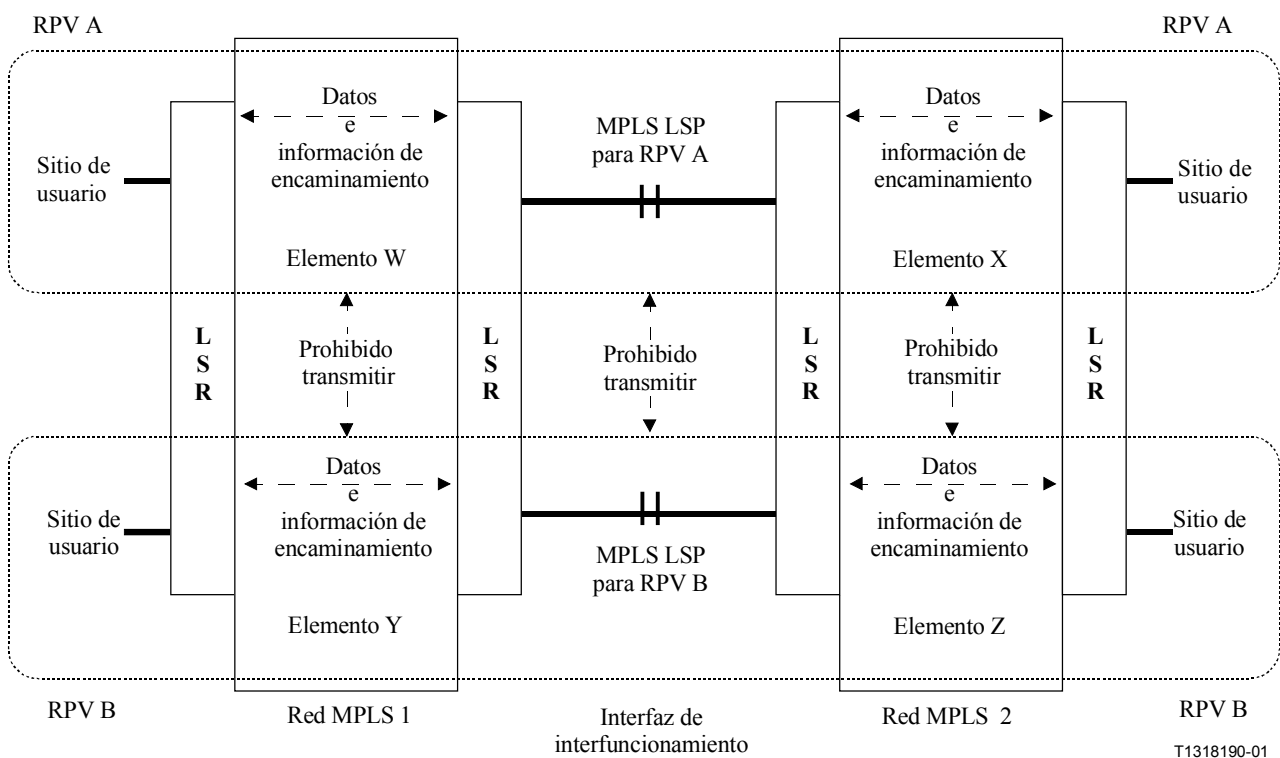 RPV A
RPV A
Datos
e
información de
encaminamiento
Elemento W
MPLS LSP
para RPV A
Datos
e
información de
encaminamiento
Elemento X
Sitio de
usuario
Sitio de
usuario
L
S
R
Prohibido
transmitir
L
S
R
Prohibido
transmitir
L
S
R
Prohibido
transmitir
L
S
R
Datos
e
información de
encaminamiento
Elemento Y
MPLS LSP
para RPV B
Datos
e
información de
encaminamiento
Elemento Z
Sitio de
usuario
Sitio de
usuario
RPV B
Red MPLS 1
Interfaz de
interfuncionamiento
Red MPLS 2
RPV B
T1318190-01